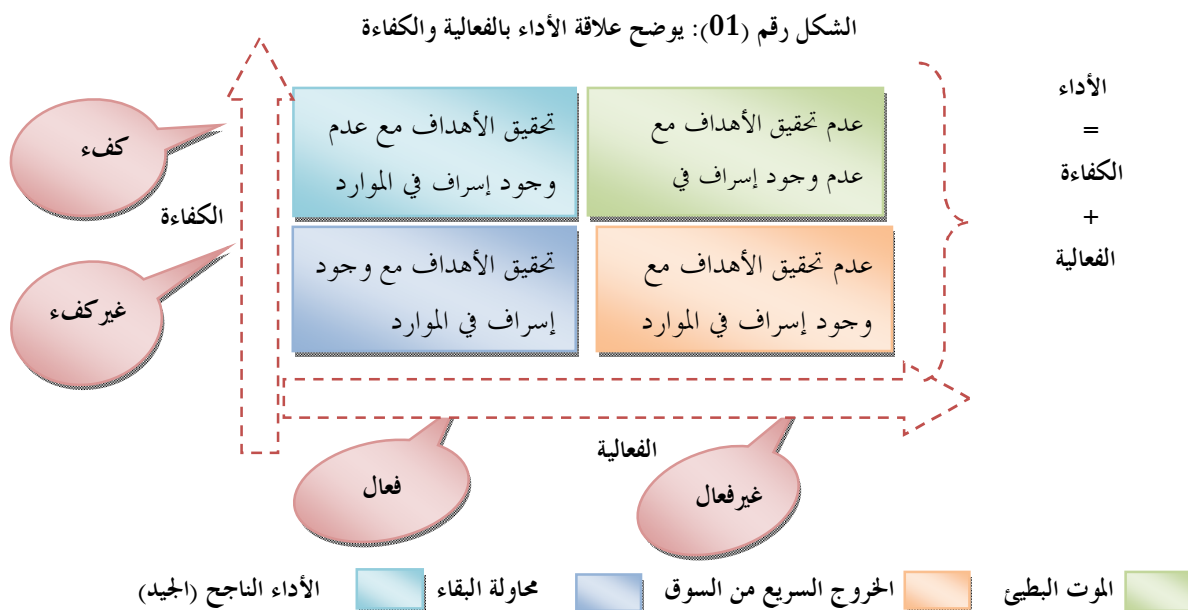 الشكل رقم (01): يوضح علاقة الأداء بالفعالية والكفاءة
الأداء
=
الكفاءة
+
الفعالية
عدم تحقيق الأهداف مع
عدم وجود إسراف في
تحقيق الأهداف مع عدم
وجود إسراف في الموارد
كفء
الكفاءة
عدم تحقيق الأهداف مع
وجود إسراف في الموارد
تحقيق الأهداف مع وجود
إسراف في الموارد
غير كفء
الفعالية
غير فعال
فعال
الموت البطيئ
الخروج السريع من السوق
محاولة البقاء
الأداء الناجح (الجيد)